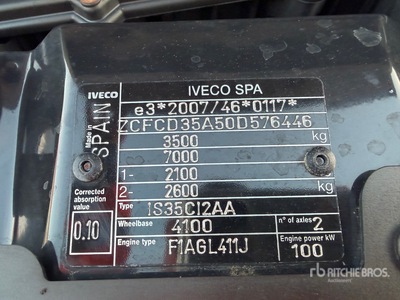 IVECO
IVECO SPA
Made in SPAIN
e3*2007/46*0117*
ZCFCD35A50D576446
3500 kg
7000
1- 2100
2- 2600 kg
Type IS35CI2AA
Corrected absorption value
0.10
Wheelbase 4100
n° of axles 2
Engine type F1AGL411J
Engine power kW 100
rb RITCHIE BROS.